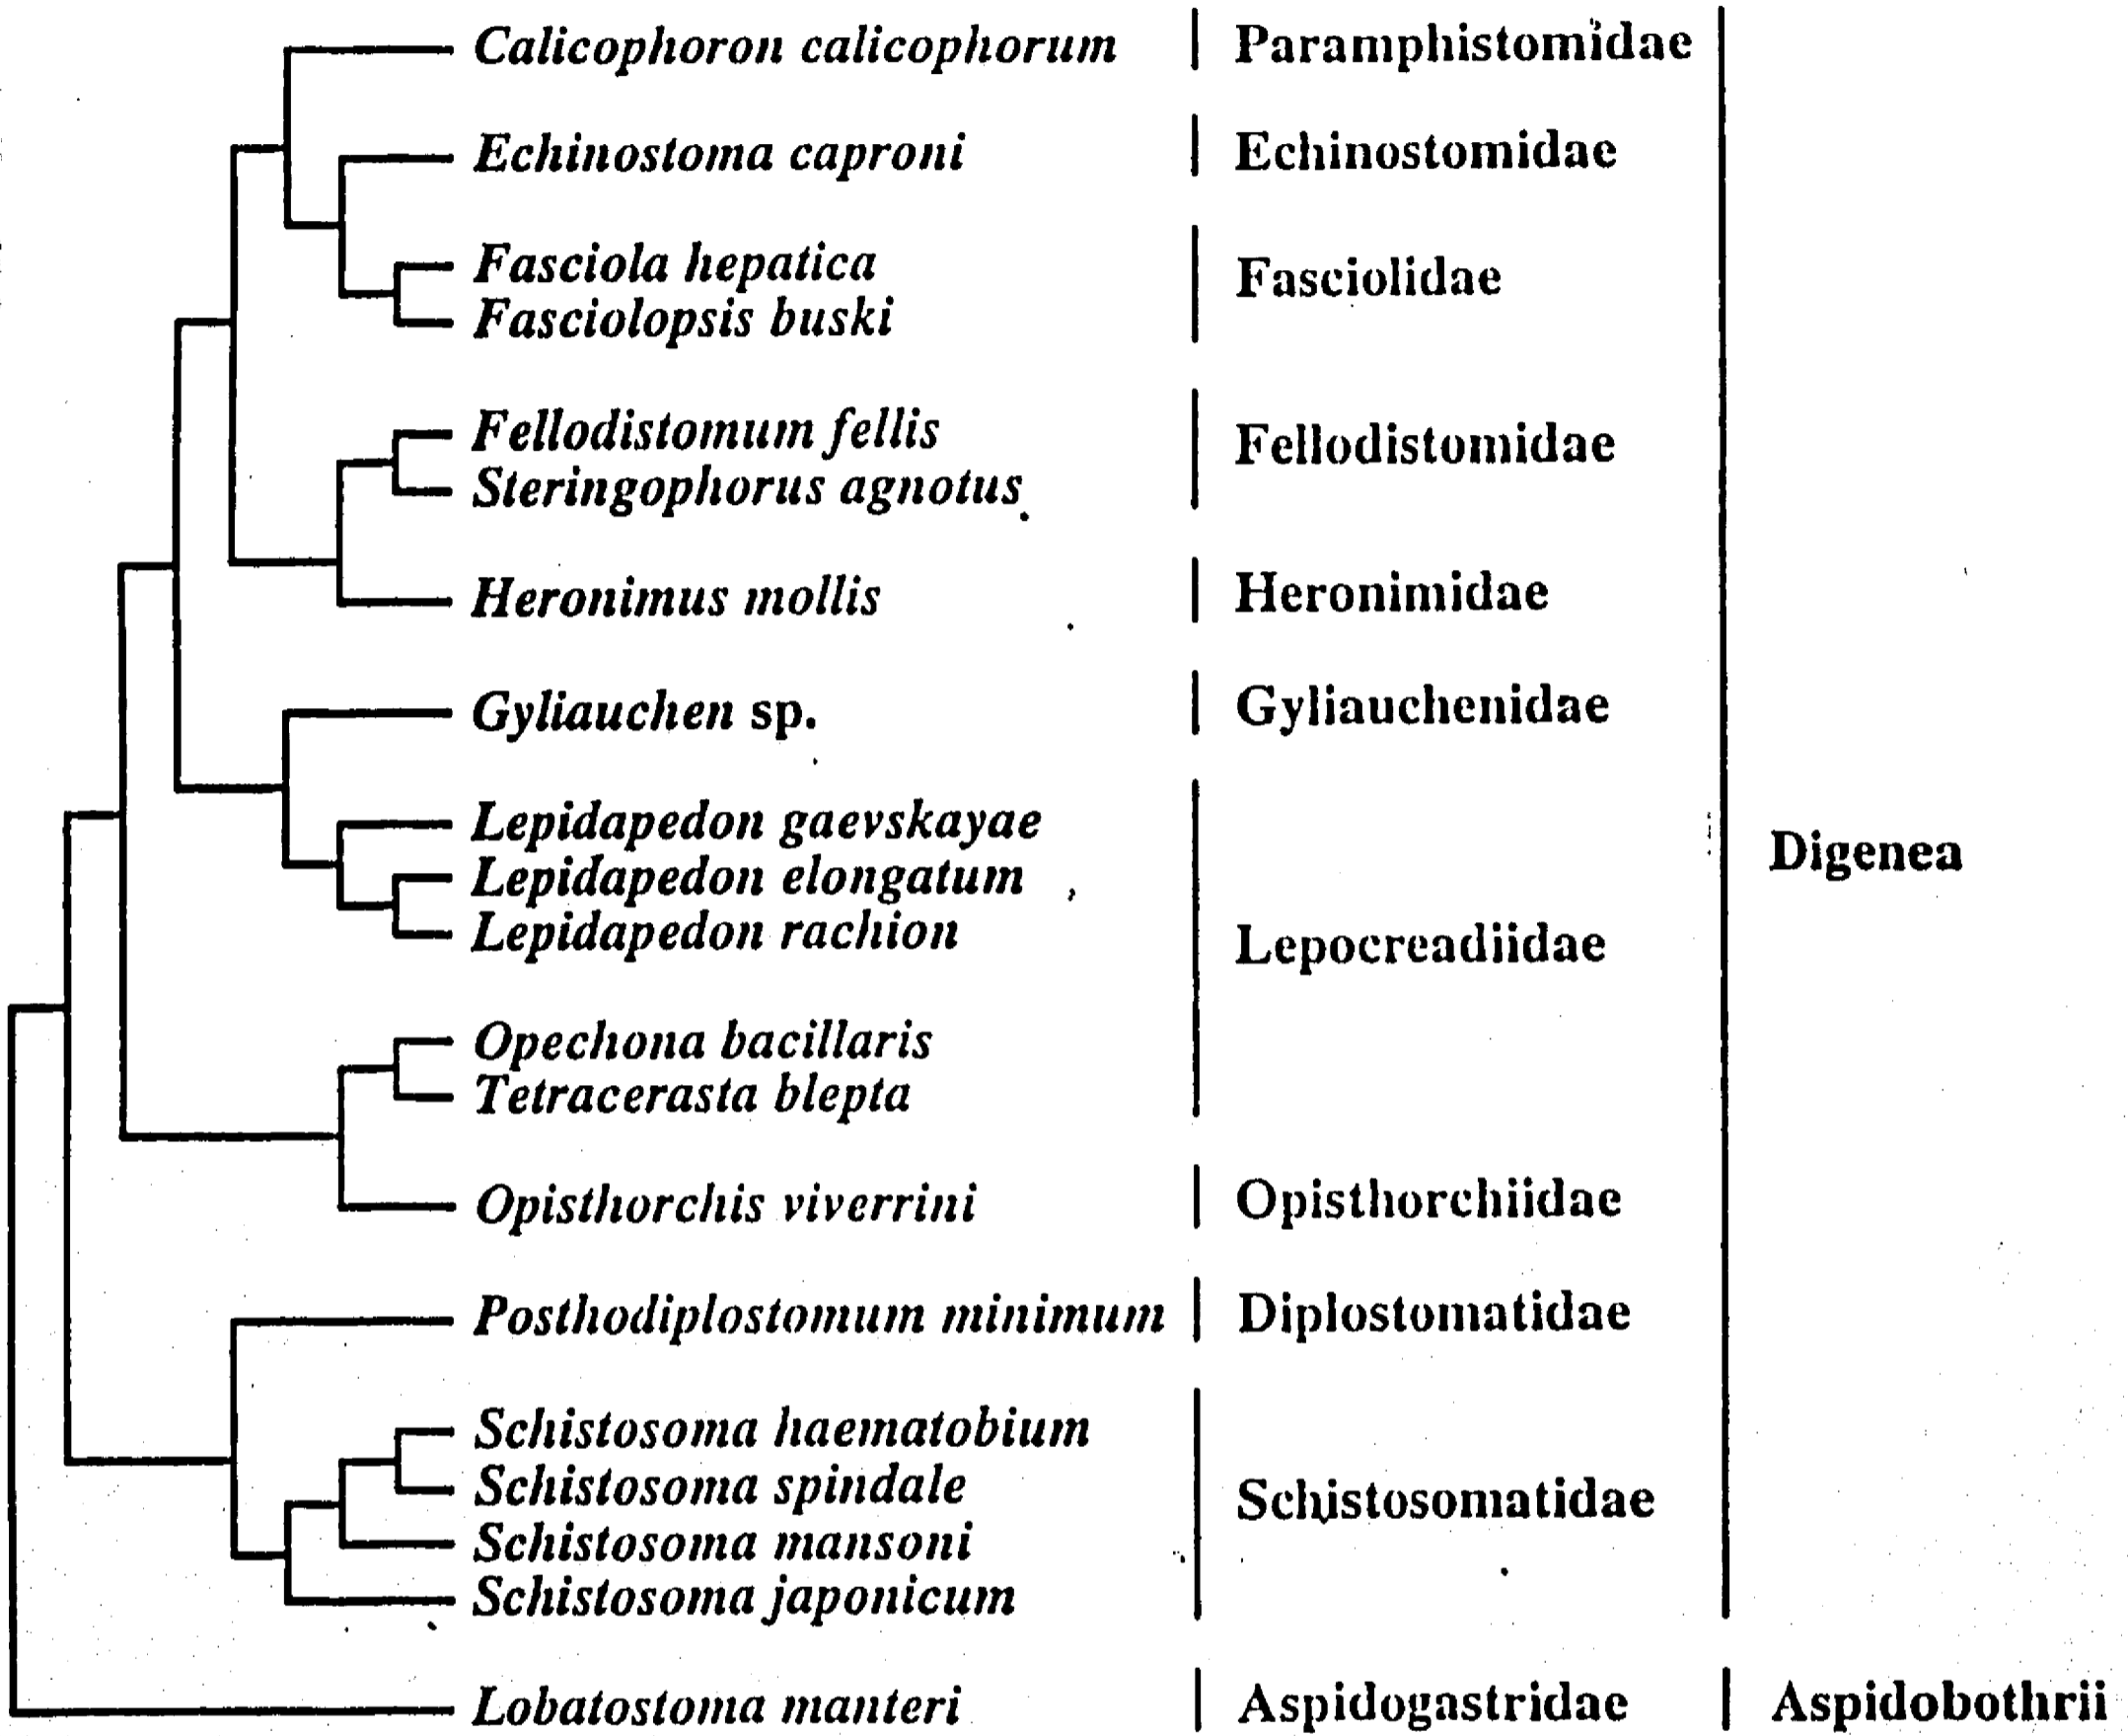 Calicophoron calicophorum Paramphistomidae
Echinostoma caproni Echinostomidae
Fasciola hepatica
Fasciolidae
Fasciolopsis buski
Fellodistomum fellis
Fellodistomidae
Steringophorus agnotus
Heronimus mollis Heronimidae
Gyliauchen sp. Gyliauchenidae
Lepidapedon gaevskayae
Digenea
Lepidapedon elongatum
Lepidapedon rachion
Lepocreadiidae
Opechona bacillaris
Tetracerasta blepta
Opisthorchis viverrini Opisthorchiidae
Posthodiplostomum minimum Diplostomatidae
Schistosoma haematobium
Schistosoma spindale
Schistosomatidae
Schistosoma mansoni
Schistosoma japonicum
Lobatostoma manteri Aspidogastridae Aspidobothrii